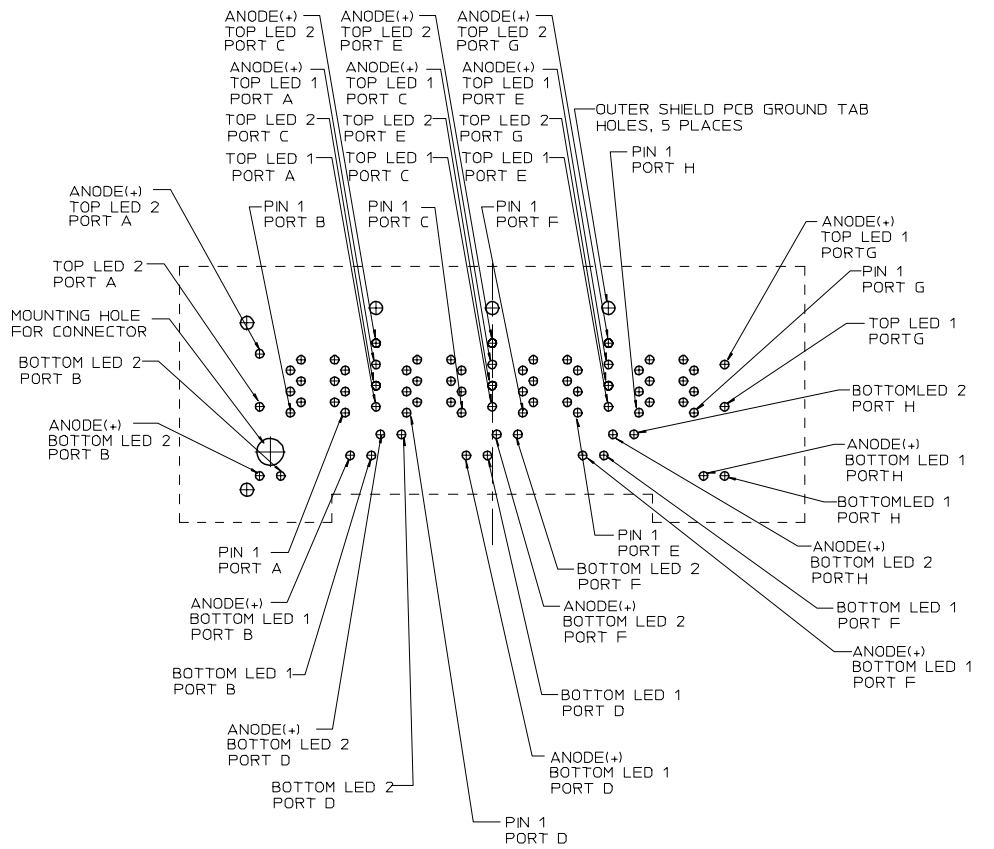 ANODE(+)
TOP LED 2
PORT C
ANODE(+)
TOP LED 2
PORT E
ANODE(+)
TOP LED 2
PORT G
ANODE(+)
TOP LED 1
PORT A
ANODE(+)
TOP LED 1
PORT C
ANODE(+)
TOP LED 1
PORT E
TOP LED 2
PORT C
TOP LED 2
PORT E
TOP LED 2
PORT G
TOP LED 1
PORT A
TOP LED 1
PORT C
TOP LED 1
PORT E
OUTER SHIELD PCB GROUND TAB
HOLES, 5 PLACES
PIN 1
PORT H
ANODE(+)
TOP LED 2
PORT A
PIN 1
PORT B
PIN 1
PORT C
PIN 1
PORT F
ANODE(+)
TOP LED 1
PORTG
TOP LED 2
PORT A
PIN 1
PORT G
MOUNTING HOLE
FOR CONNECTOR
TOP LED 1
PORTG
BOTTOM LED 2
PORT B
BOTTOMLED 2
PORT H
ANODE(+)
BOTTOM LED 2
PORT B
ANODE(+)
BOTTOM LED 1
PORTH
BOTTOMLED 1
PORT H
PIN 1
PORT A
PIN 1
PORT E
ANODE(+)
BOTTOM LED 2
PORTH
BOTTOM LED 2
PORT F
ANODE(+)
BOTTOM LED 1
PORT B
ANODE(+)
BOTTOM LED 2
PORT F
BOTTOM LED 1
PORT F
ANODE(+)
BOTTOM LED 1
PORT F
BOTTOM LED 1
PORT B
BOTTOM LED 1
PORT D
ANODE(+)
BOTTOM LED 2
PORT D
ANODE(+)
BOTTOM LED 1
PORT D
BOTTOM LED 2
PORT D
PIN 1
PORT D